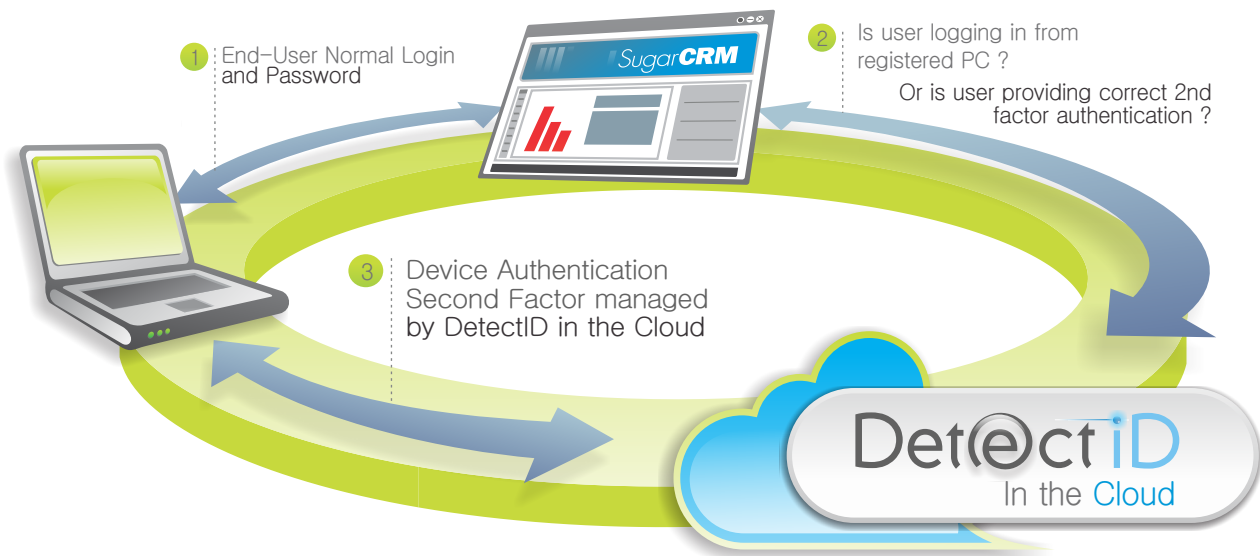 1
End-User Normal Login
and Password
SugarCRM
2
Is user logging in from
registered PC ?
Or is user providing correct 2nd
factor authentication ?
3
Device Authentication
Second Factor managed
by DetectID in the Cloud
Detect iD
In the Cloud